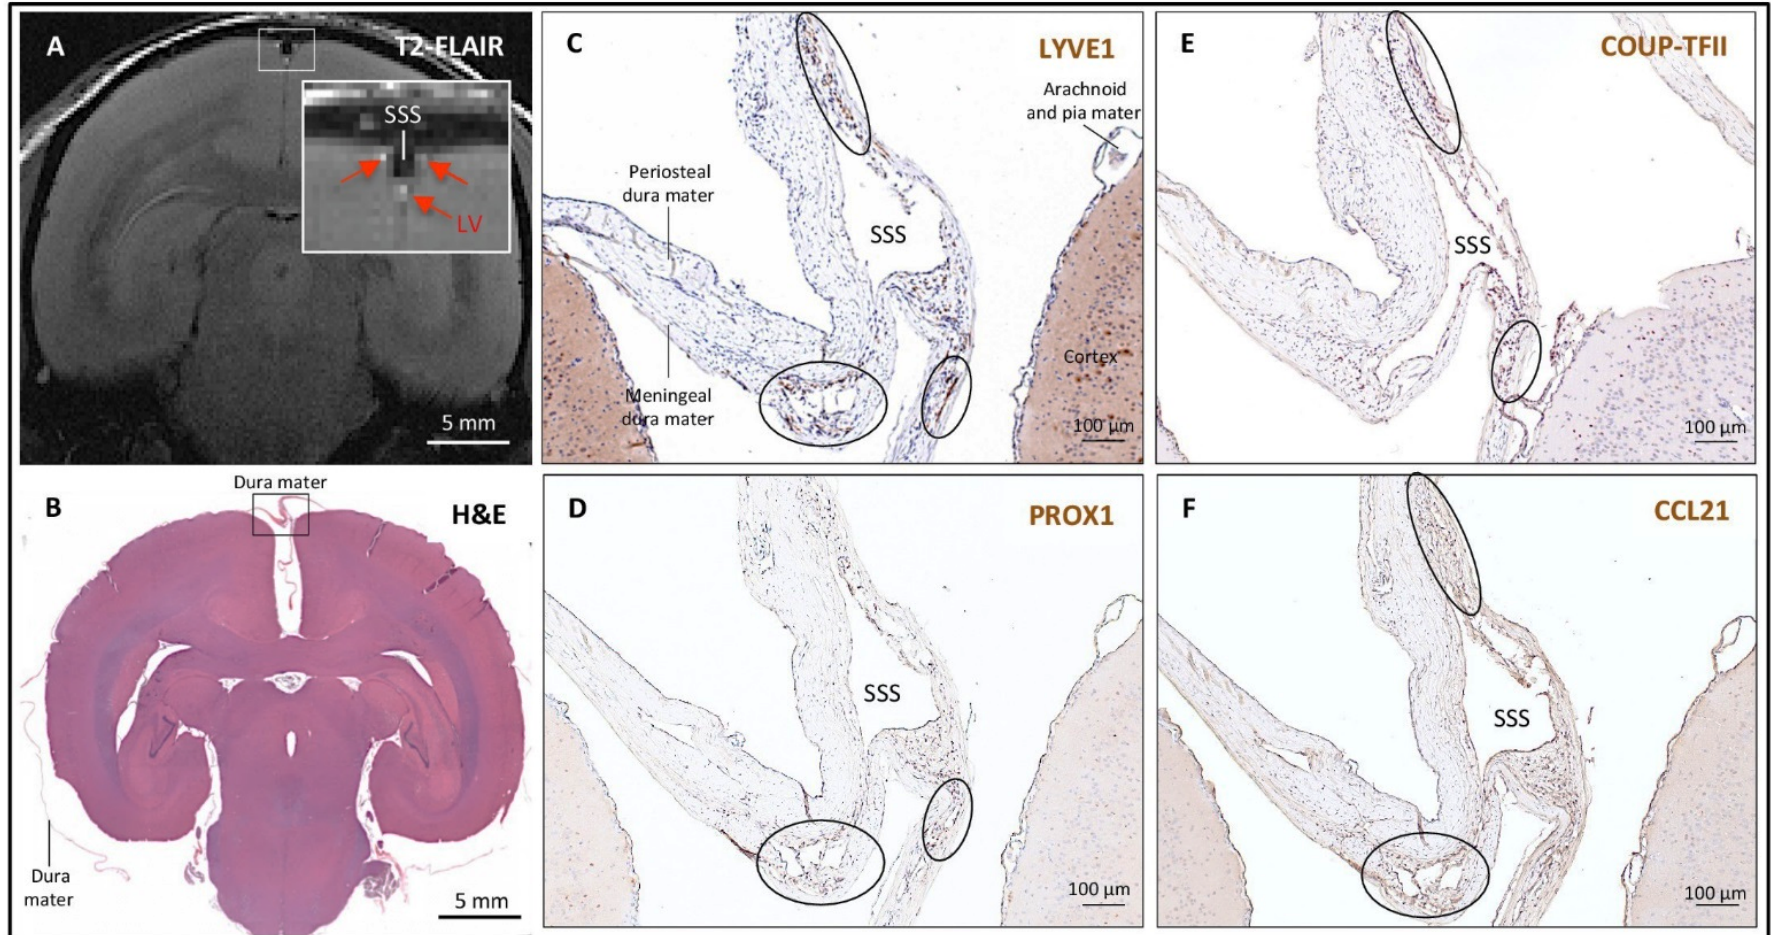 A
T2-FLAIR
SSS
LV
5 mm
B
Dura mater
H&E
Dura
mater
5 mm
C
LYVE1
Arachnoid
and pia mater
Periosteal
dura mater
SSS
Cortex
Meningeal
dura mater
100 µm
D
PROX1
SSS
100 µm
E
COUP-TFII
SSS
100 µm
F
CCL21
SSS
100 µm